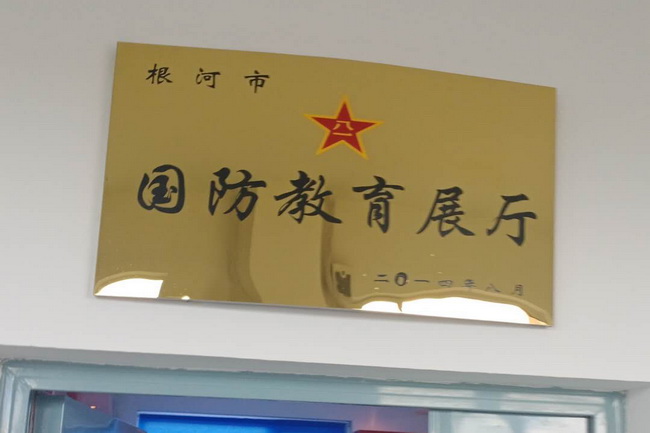 根河市
八一
国防教育展厅
二〇一四年八月